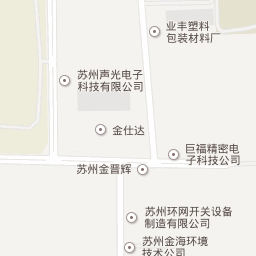 业丰塑料
包装材料厂
苏州声光电子
科技有限公司
金仕达
巨福精密电
子科技公司
苏州金晋辉
苏州环网开关设备
制造有限公司
苏州金海环境
技术公司